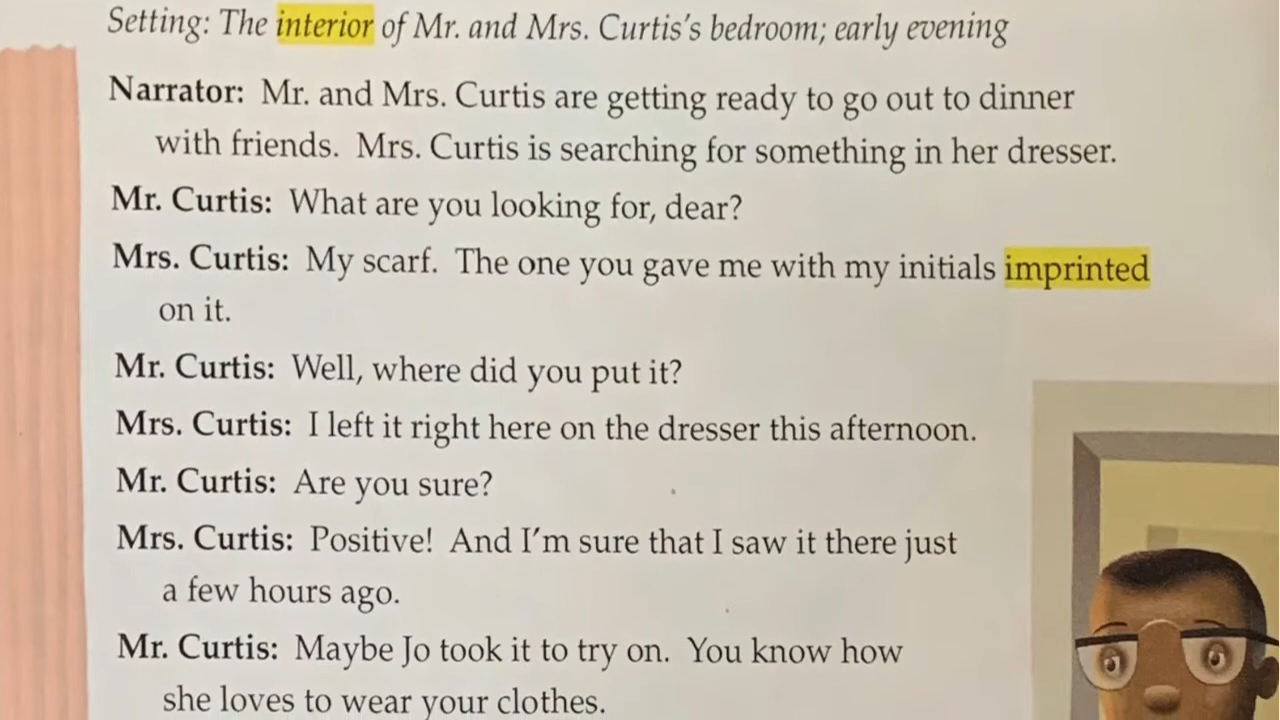 Setting: The interior of Mr. and Mrs. Curtis's bedroom; early evening
Narrator: Mr. and Mrs. Curtis are getting ready to go out to dinner
with friends. Mrs. Curtis is searching for something in her dresser.
Mr. Curtis: What are you looking for, dear?
Mrs. Curtis: My scarf. The one you gave me with my initials imprinted
on it.
Mr. Curtis: Well, where did you put it?
Mrs. Curtis: I left it right here on the dresser this afternoon.
Mr. Curtis: Are you sure?
Mrs. Curtis: Positive! And I'm sure that I saw it there just
a few hours ago.
Mr. Curtis: Maybe Jo took it to try on. You know how
she loves to wear your clothes.